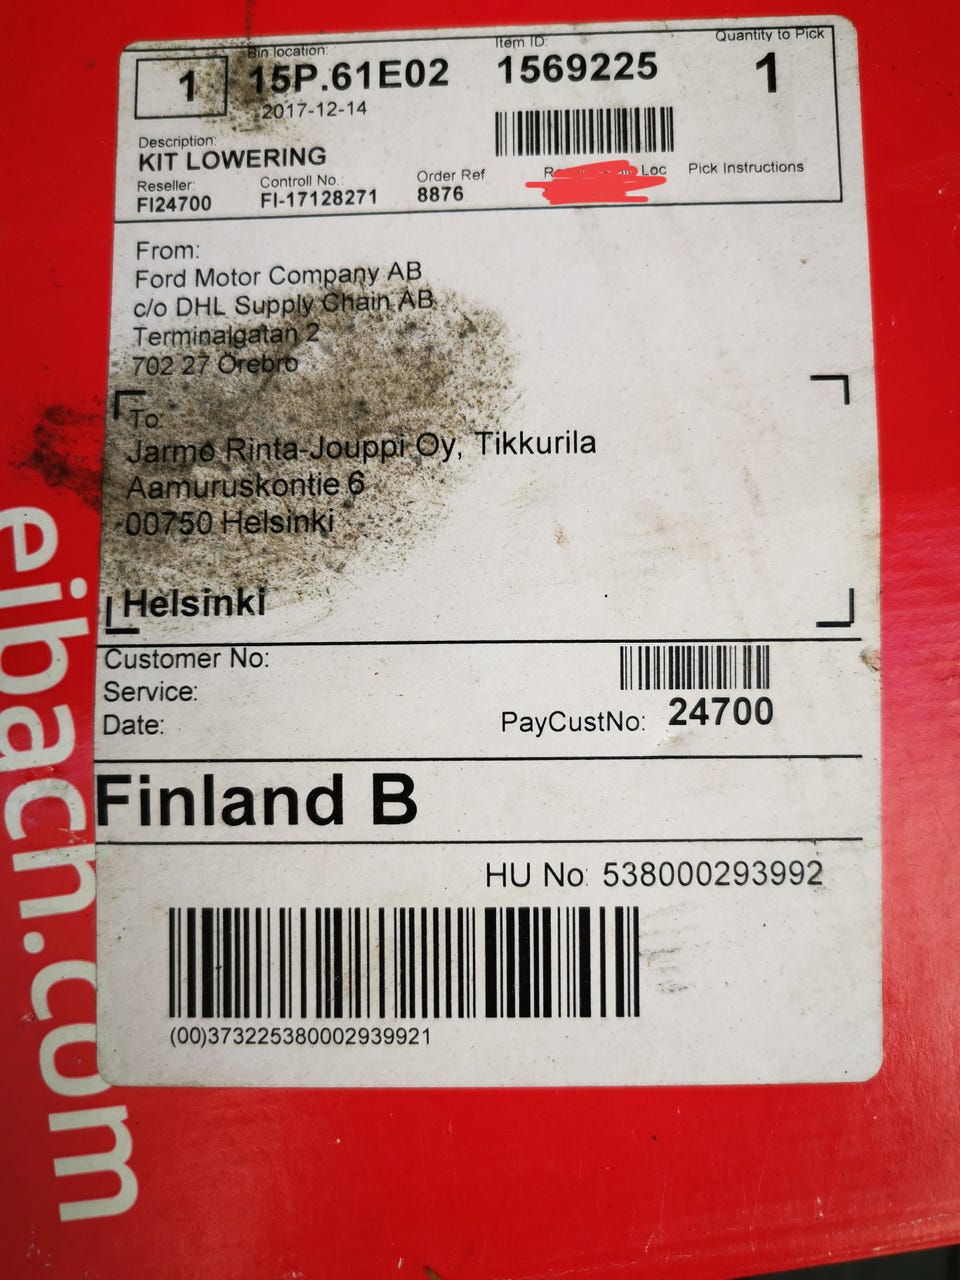 Bin location:
Item ID:
Quantity to Pick
1
15P.61E02
1569225
1
2017-12-14
Description:
KIT LOWERING
Reseller:
Controll No.:
Order Ref
Loc
Pick Instructions
FI24700
FI-17128271
8876
From:
Ford Motor Company AB
c/o DHL Supply Chain AB
Terminalgatan 2
702 27 Örebro
To:
Jarmo Rinta-Jouppi Oy, Tikkurila
Aamuruskontie 6
00750 Helsinki
Helsinki
Customer No:
Service:
Date:
PayCustNo: 24700
Finland B
HU No: 538000293992
(00)373225380002939921
eibach.com